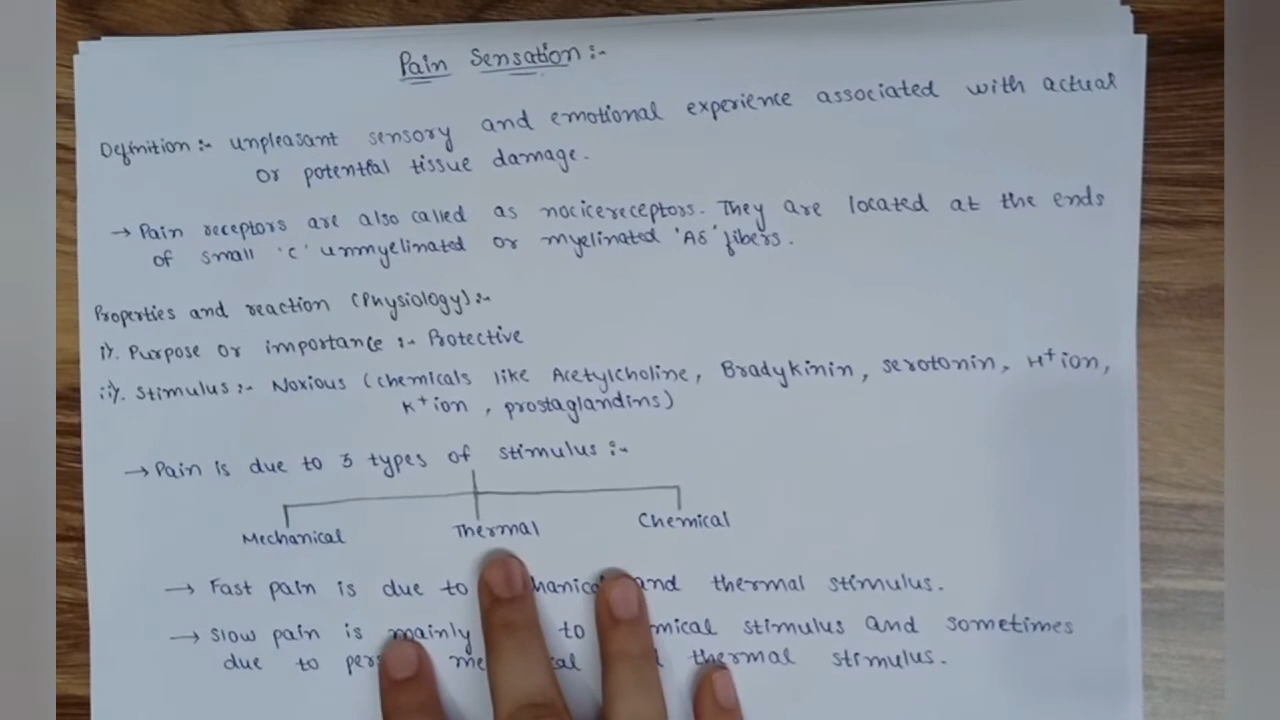 Pain Sensation :-
Definition :- unpleasant sensory and emotional experience associated with actual
or potential tissue damage.
→ Pain receptors are also called as nocicereceptors. They are located at the ends
of small 'C' unmyelinated or myelinated 'Aδ' fibers.
Properties and reaction (Physiology) :-
i). Purpose or importance :- Protective
ii). Stimulus :- Noxious (chemicals like Acetylcholine, Bradykinin, serotonin, H+ ion,
K+ ion, prostaglandins)
→ Pain is due to 3 types of stimulus :-
Mechanical Thermal Chemical
→ Fast pain is due to and thermal stimulus.
→ Slow pain is mainly to stimulus and sometimes
due to thermal stimulus.